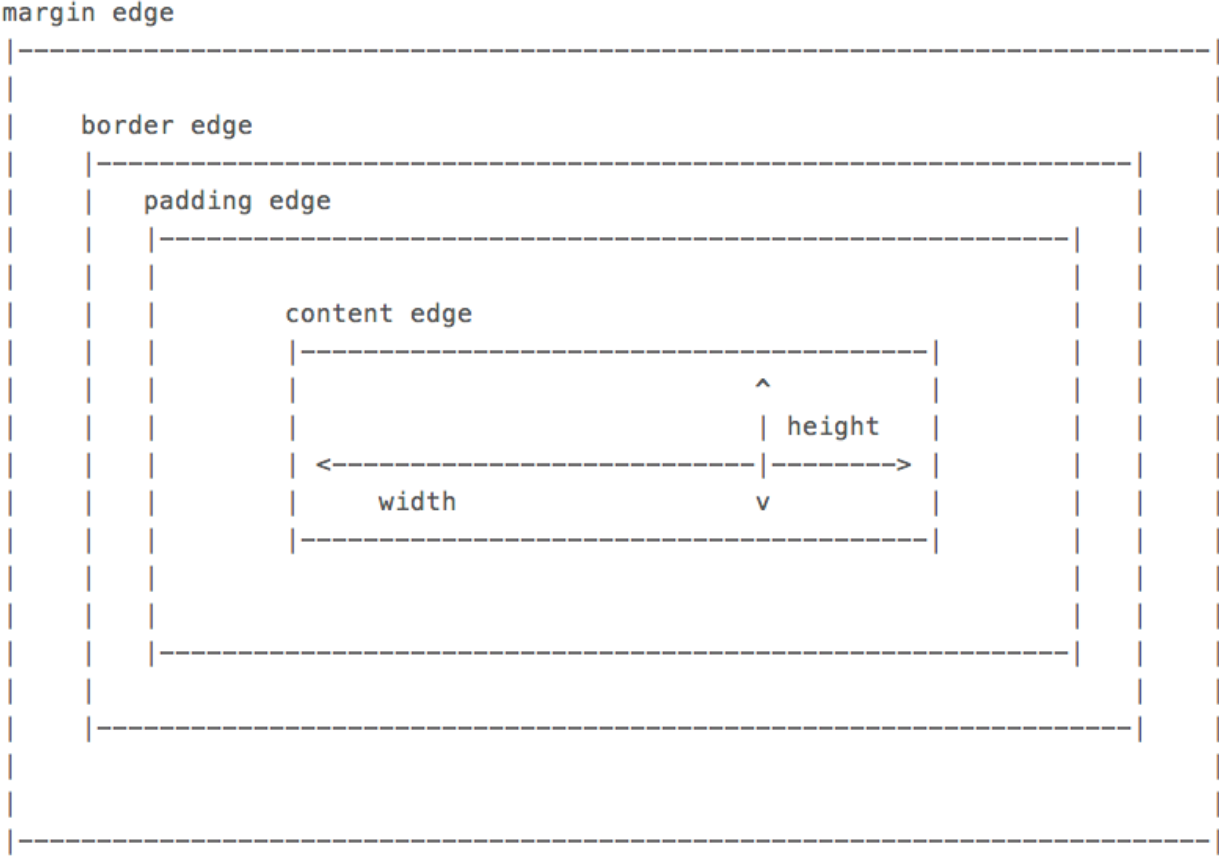 margin edge
border edge
padding edge
content edge
height
width